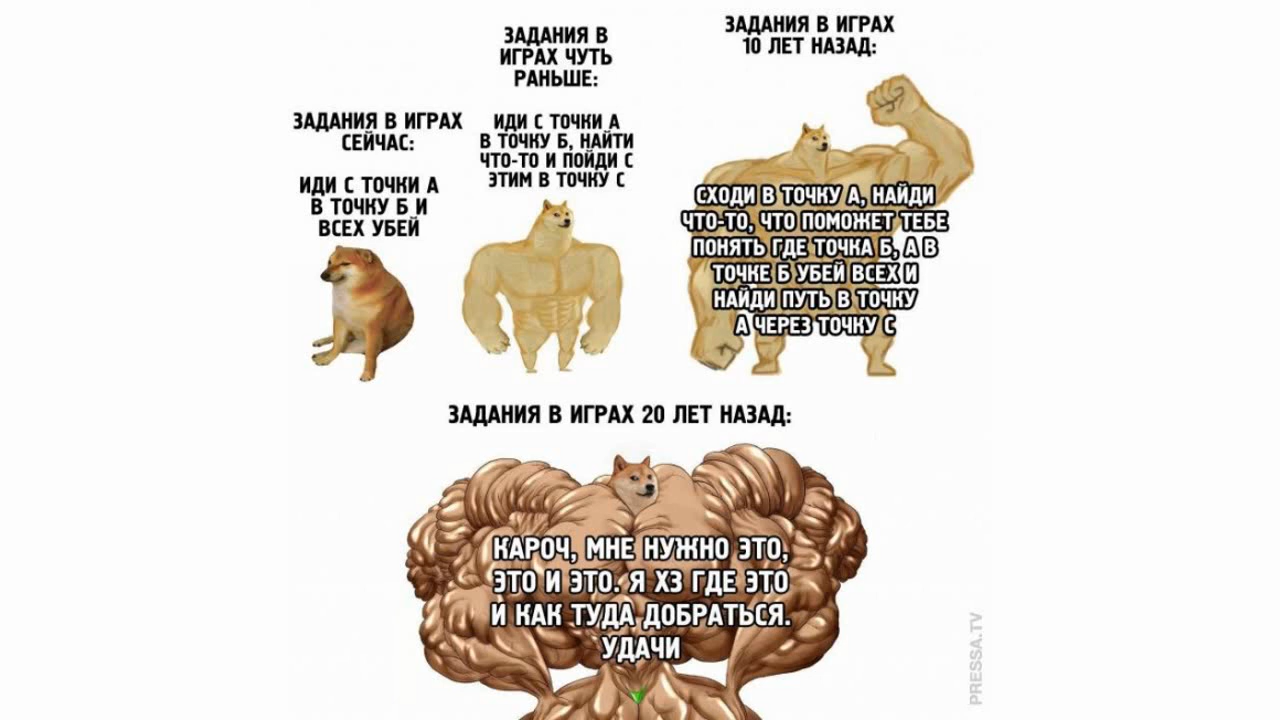 ЗАДАНИЯ В ИГРАХ
СЕЙЧАС:
ИДИ С ТОЧКИ А
В ТОЧКУ Б И
ВСЕХ УБЕЙ
ЗАДАНИЯ В
ИГРАХ ЧУТЬ
РАНЬШЕ:
ИДИ С ТОЧКИ А
В ТОЧКУ Б, НАЙТИ
ЧТО-ТО И ПОЙДИ С
ЭТИМ В ТОЧКУ С
ЗАДАНИЯ В ИГРАХ
10 ЛЕТ НАЗАД:
СХОДИ В ТОЧКУ А, НАЙДИ
ЧТО-ТО, ЧТО ПОМОЖЕТ ТЕБЕ
ПОНЯТЬ ГДЕ ТОЧКА Б, А В
ТОЧКЕ Б УБЕЙ ВСЕХ И
НАЙДИ ПУТЬ В ТОЧКУ
А ЧЕРЕЗ ТОЧКУ С
ЗАДАНИЯ В ИГРАХ 20 ЛЕТ НАЗАД:
КАРОЧ, МНЕ НУЖНО ЭТО,
ЭТО И ЭТО. Я ХЗ ГДЕ ЭТО
И КАК ТУДА ДОБРАТЬСЯ.
УДАЧИ
PRESSA.TV